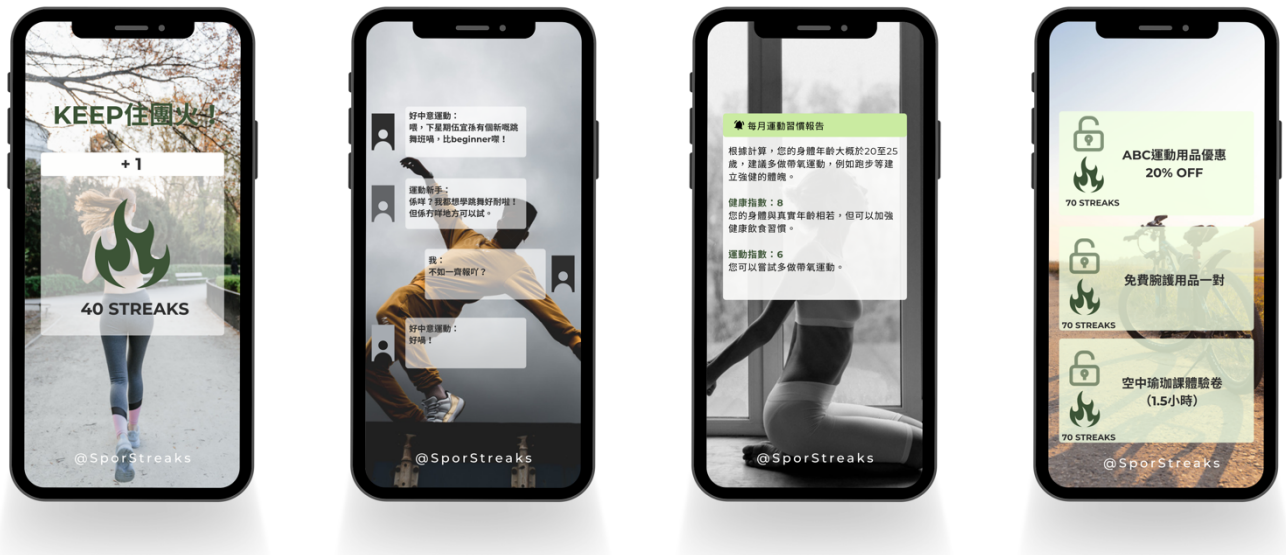 KEEP住團火！
+ 1
40 STREAKS
@SporStreaks
好中意運動：
喂，下星期伍宜孫有個新嘅跳
舞班喎，比beginner㗎！
運動新手：
係咩？我都想學跳舞好耐啦！
但係冇咩地方可以試。
我：
不如一齊報吖？
好中意運動：
好喎！
@SporStreaks
每月運動習慣報告
根據計算，您的身體年齡大概於20至25
歲，建議多做帶氧運動，例如跑步等建
立強健的體魄。
健康指數：8
您的身體與真實年齡相若，但可以加強
健康飲食習慣。
運動指數：6
您可以嘗試多做帶氧運動。
@SporStreaks
ABC運動用品優惠
20% OFF
70 STREAKS
免費腕護用品一對
70 STREAKS
空中瑜珈課體驗卷
（1.5小時）
70 STREAKS
@SporStreaks